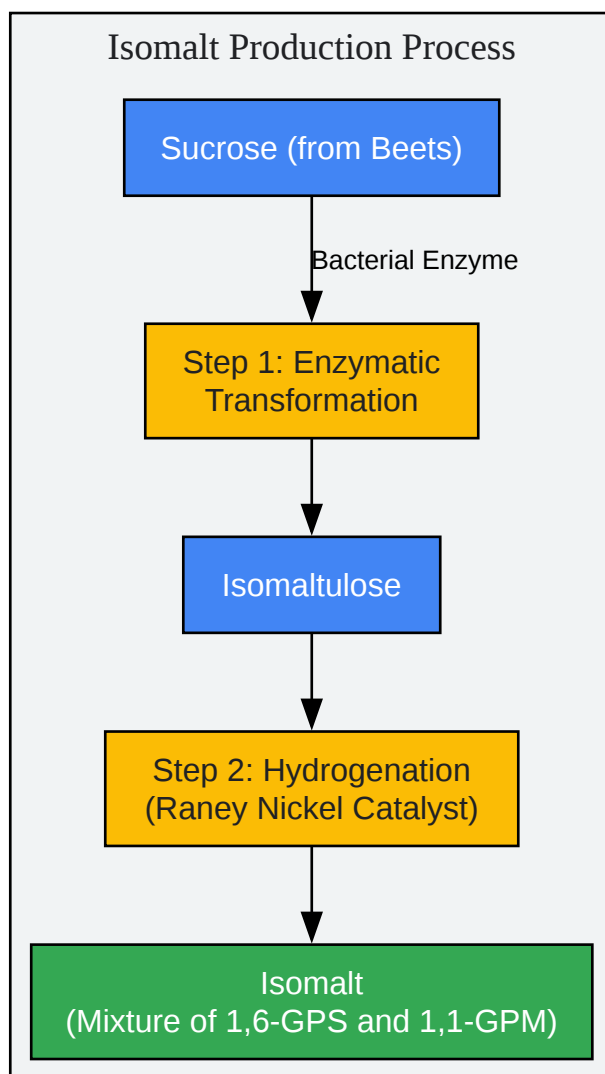 Isomalt Production Process
Sucrose (from Beets)
Bacterial Enzyme
Step 1: Enzymatic
Transformation
Isomaltulose
Step 2: Hydrogenation
(Raney Nickel Catalyst)
Isomalt
(Mixture of 1,6-GPS and 1,1-GPM)